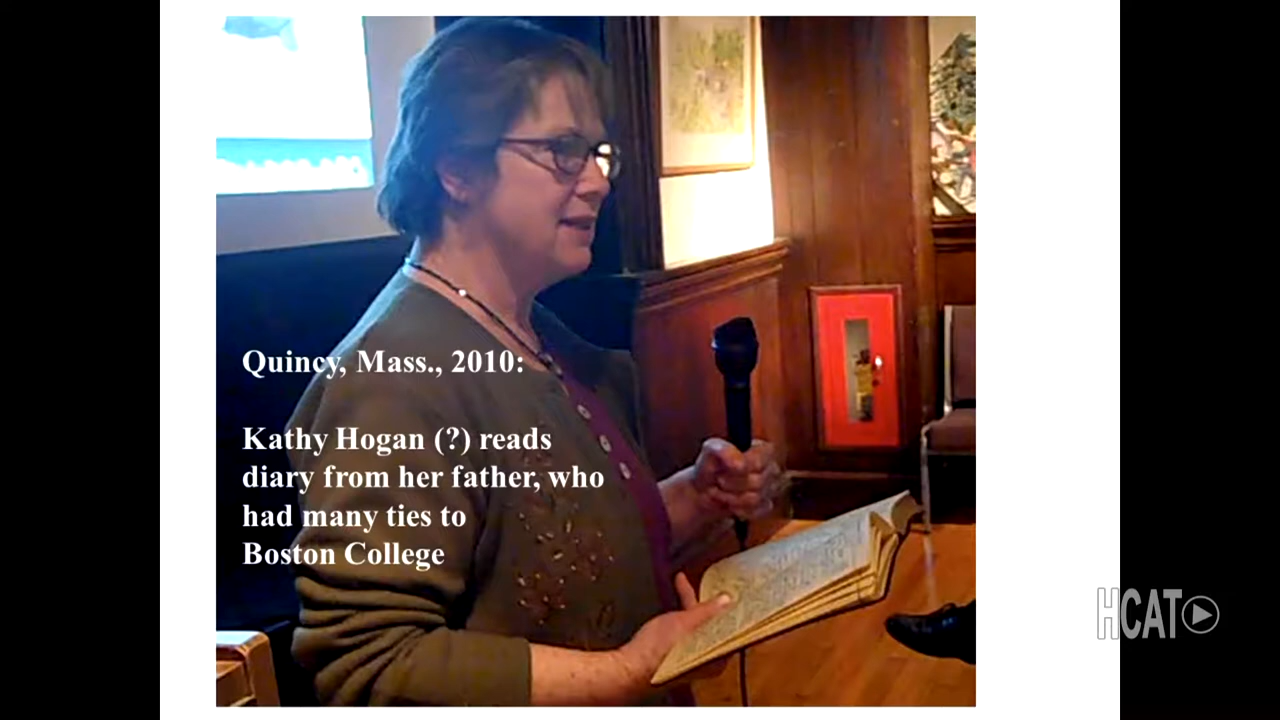 Quincy, Mass., 2010:
Kathy Hogan (?) reads
diary from her father, who
had many ties to
Boston College
HCAT